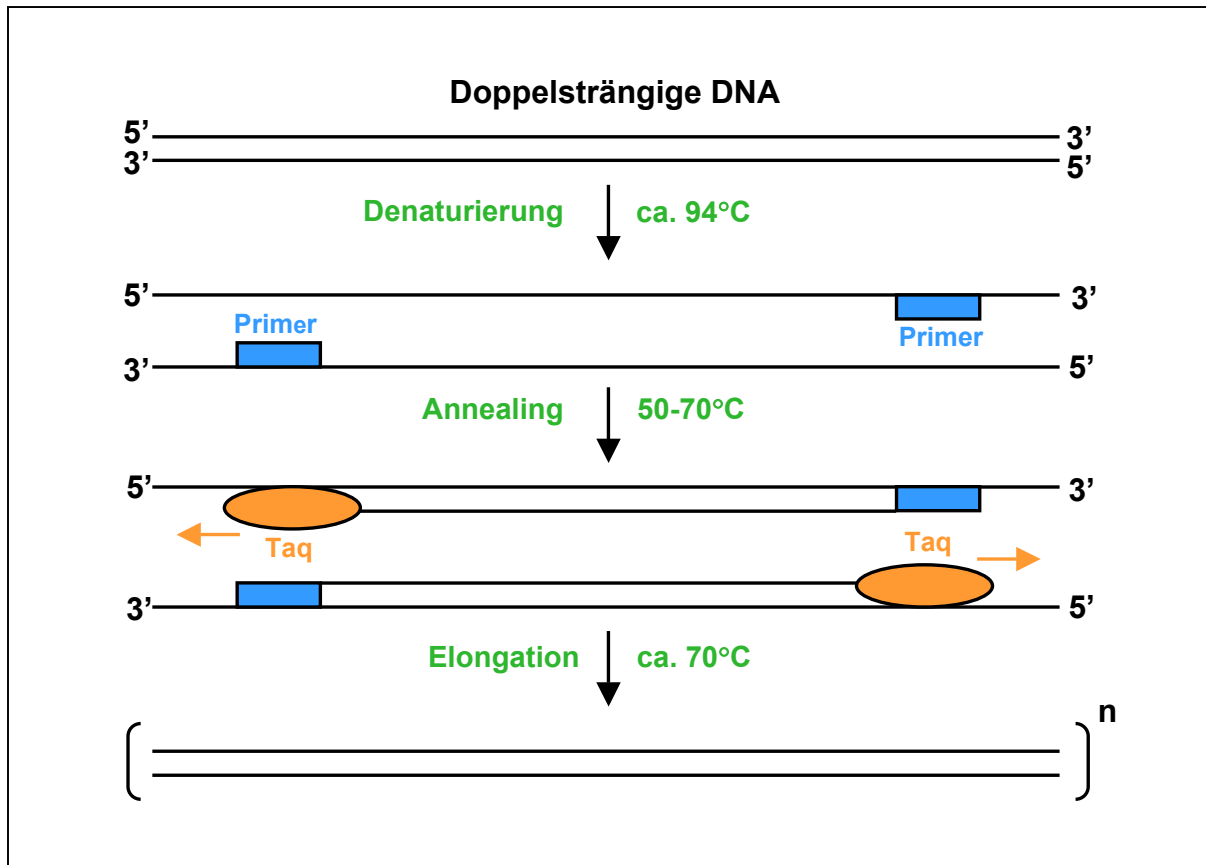 Doppelsträngige DNA
5’ 3’
3’ 5’
Denaturierung ca. 94°C
5’ 3’
Primer Primer
3’ 5’
Annealing 50-70°C
5’ 3’
Taq Taq
3’ 5’
Elongation ca. 70°C
n